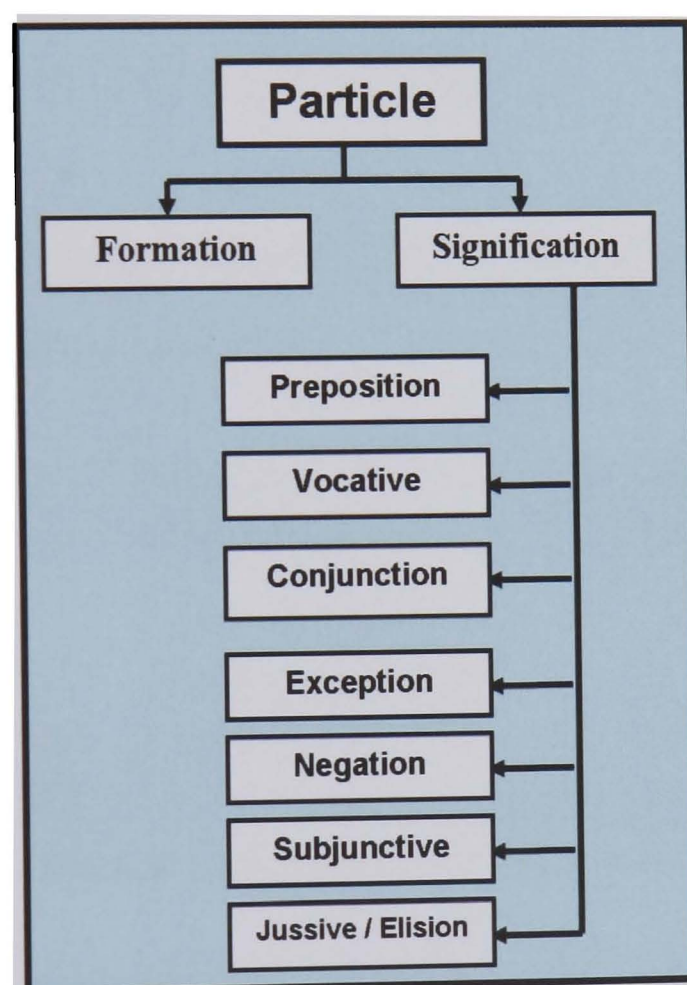 Particle
Formation
Signification
Preposition
Vocative
Conjunction
Exception
Negation
Subjunctive
Jussive / Elision